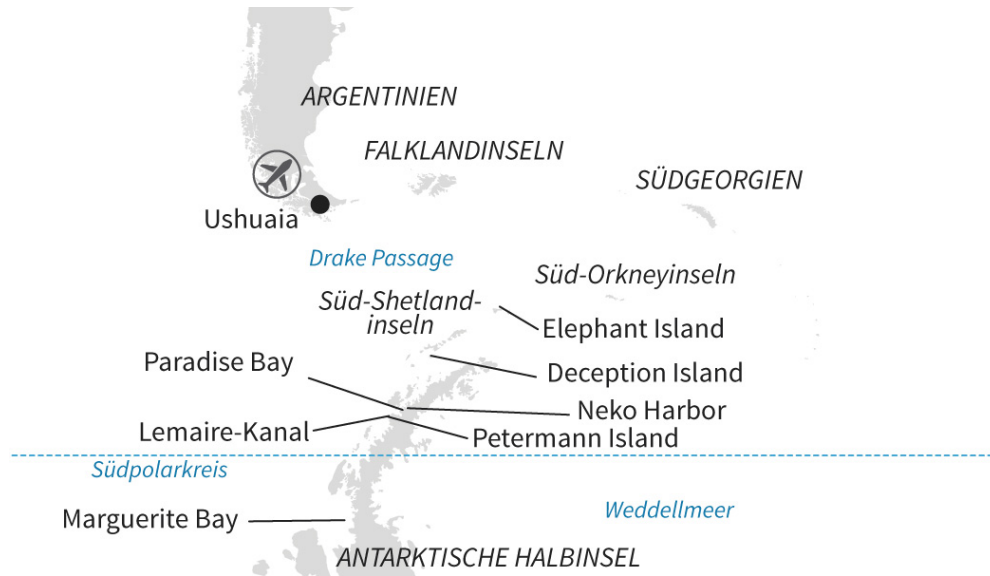 ARGENTINIEN
FALKLANDINSELN
SÜDGEORGIEN
Ushuaia
Drake Passage
Süd-Orkneyinseln
Süd-Shetland-
inseln
Elephant Island
Paradise Bay
Deception Island
Neko Harbor
Lemaire-Kanal
Petermann Island
Südpolarkreis
Weddellmeer
Marguerite Bay
ANTARKTISCHE HALBINSEL